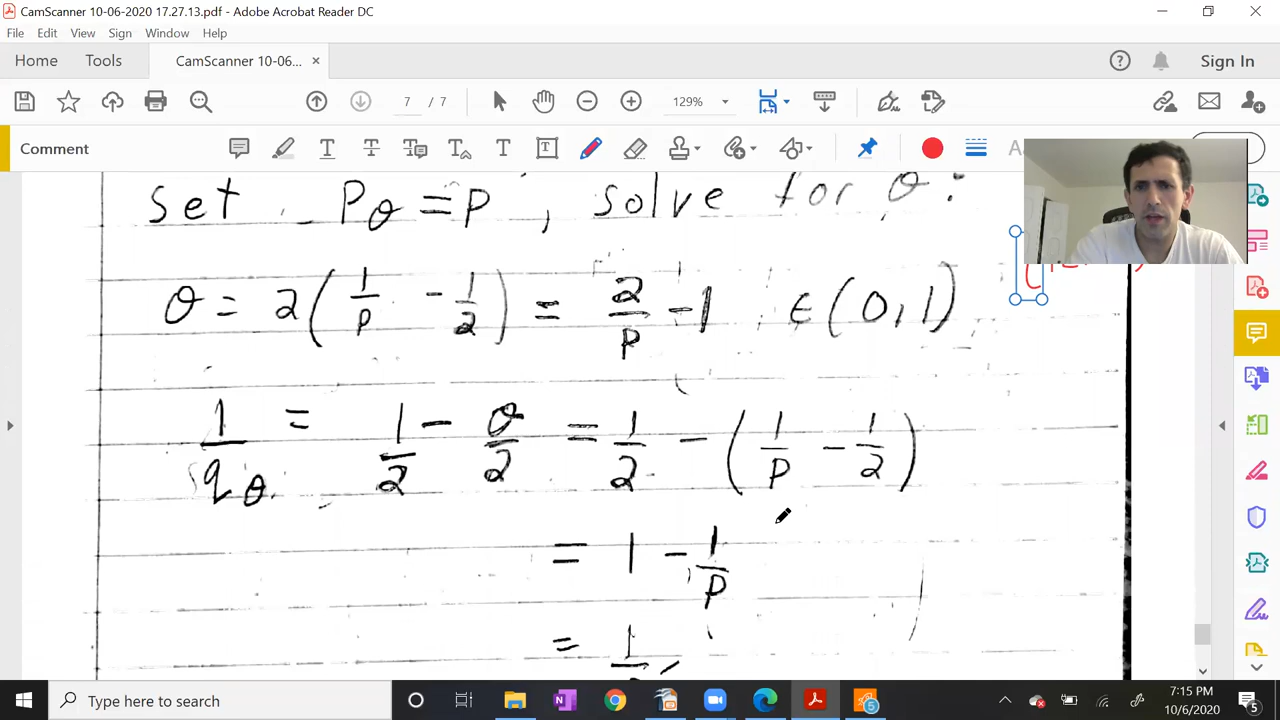 CamScanner 10-06-2020 17.27.13.pdf - Adobe Acrobat Reader DC
File Edit View Sign Window Help
Home Tools CamScanner 10-06... × Sign In
7 / 7 129%
Comment
set P_θ = P, solve for θ:
θ = 2(1/P - 1/2) = 2/P - 1 ∈ (0,1)
1/q_θ = 1/2 - θ/2 = 1/2 - (1/P - 1/2)
= 1 - 1/P
= 1
Type here to search
7:15 PM
10/6/2020
5
5